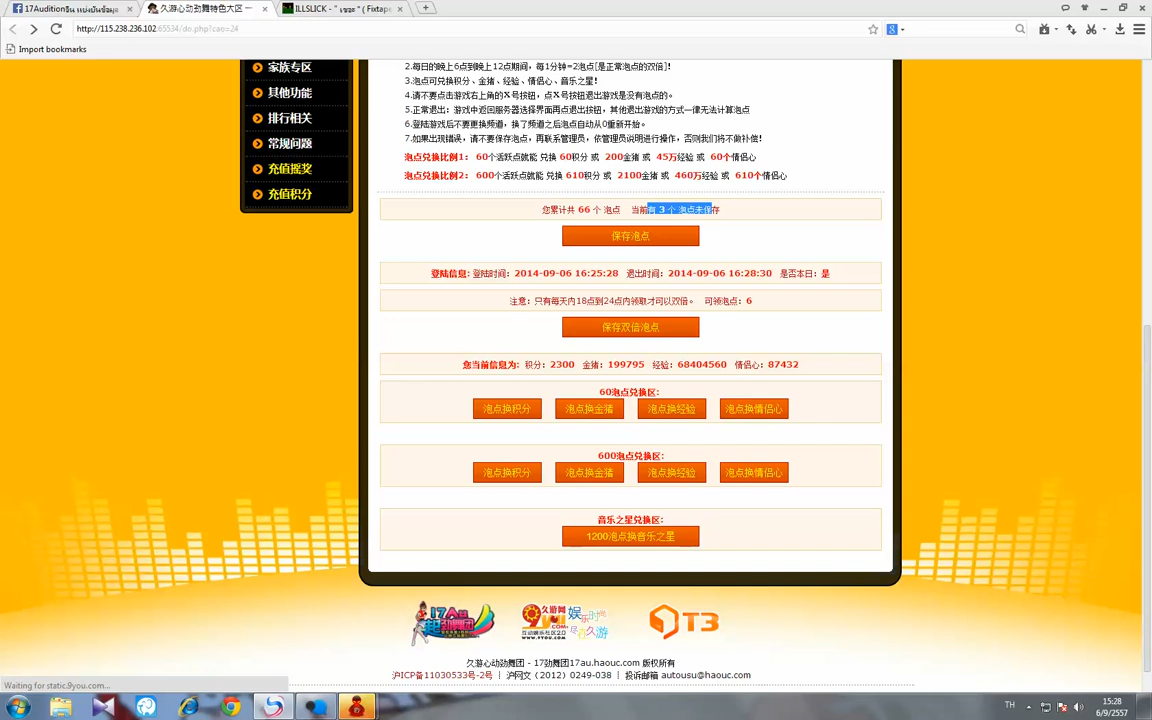 17Auditionจีน แบ่งปันข้อมูล
久游心动劲舞特色大区 一
ILLSLICK - " เขอะ " ( Fixtape
http://115.238.236.102:65534/do.php?cao=24
Import bookmarks
家族专区
其他功能
排行相关
常规问题
充值摇奖
充值积分
2.每日的晚上6点到晚上12点期间，每1分钟=2泡点[是正常泡点的双倍]!
3.泡点可兑换积分、金猪、经验、情侣心、音乐之星!
4.请不要点击游戏右上角的X号按钮，点X号按钮退出游戏是没有泡点的。
5.正常退出：游戏中返回服务器选择界面再点退出按钮，其他退出游戏的方式一律无法计算泡点
6.登陆游戏后不要更换频道，换了频道之后泡点自动从0重新开始。
7.如果出现错误，请不要保存泡点，再联系管理员，依管理员说明进行操作，否则我们将不做补偿!
泡点兑换比例1： 60个活跃点就能 兑换 60积分 或 200金猪 或 45万经验 或 60个情侣心
泡点兑换比例2： 600个活跃点就能 兑换 610积分 或 2100金猪 或 460万经验 或 610个情侣心
您累计共 66 个 泡点 当前有 3 个 泡点未保存
保存泡点
登陆信息: 登陆时间：2014-09-06 16:25:28 退出时间：2014-09-06 16:28:30 是否本日：是
注意：只有每天内18点到24点内领取才可以双倍。 可领泡点：6
保存双倍泡点
您当前信息为: 积分：2300 金猪：199795 经验：68404560 情侣心：87432
60泡点兑换区:
泡点换积分 泡点换金猪 泡点换经验 泡点换情侣心
600泡点兑换区:
泡点换积分 泡点换金猪 泡点换经验 泡点换情侣心
音乐之星兑换区:
1200泡点换音乐之星
久游网 娱乐时尚 尽在久游
互动娱乐社区2.0
T3
久游心动劲舞团 - 17劲舞团17au.haouc.com 版权所有
沪ICP备11030533号-2号 | 沪网文（2012）0249-038 | 投诉邮箱 autousu@haouc.com
Waiting for static.9you.com...
TH
15:28
6/9/2557